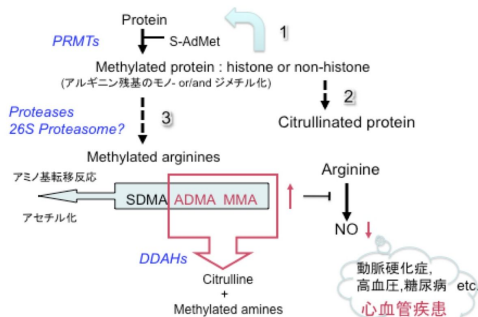 Protein
PRMTs
S-AdMet
1
Methylated protein : histone or non-histone
(アルギニン残基のモノ- or/and ジメチル化)
2
Proteases
26S Proteasome?
3
Citrullinated protein
Methylated arginines
アミノ基転移反応
Arginine
SDMA ADMA MMA
アセチル化
NO
DDAHs
Citrulline
+
Methylated amines
動脈硬化症,
高血圧,糖尿病 etc.
心血管疾患